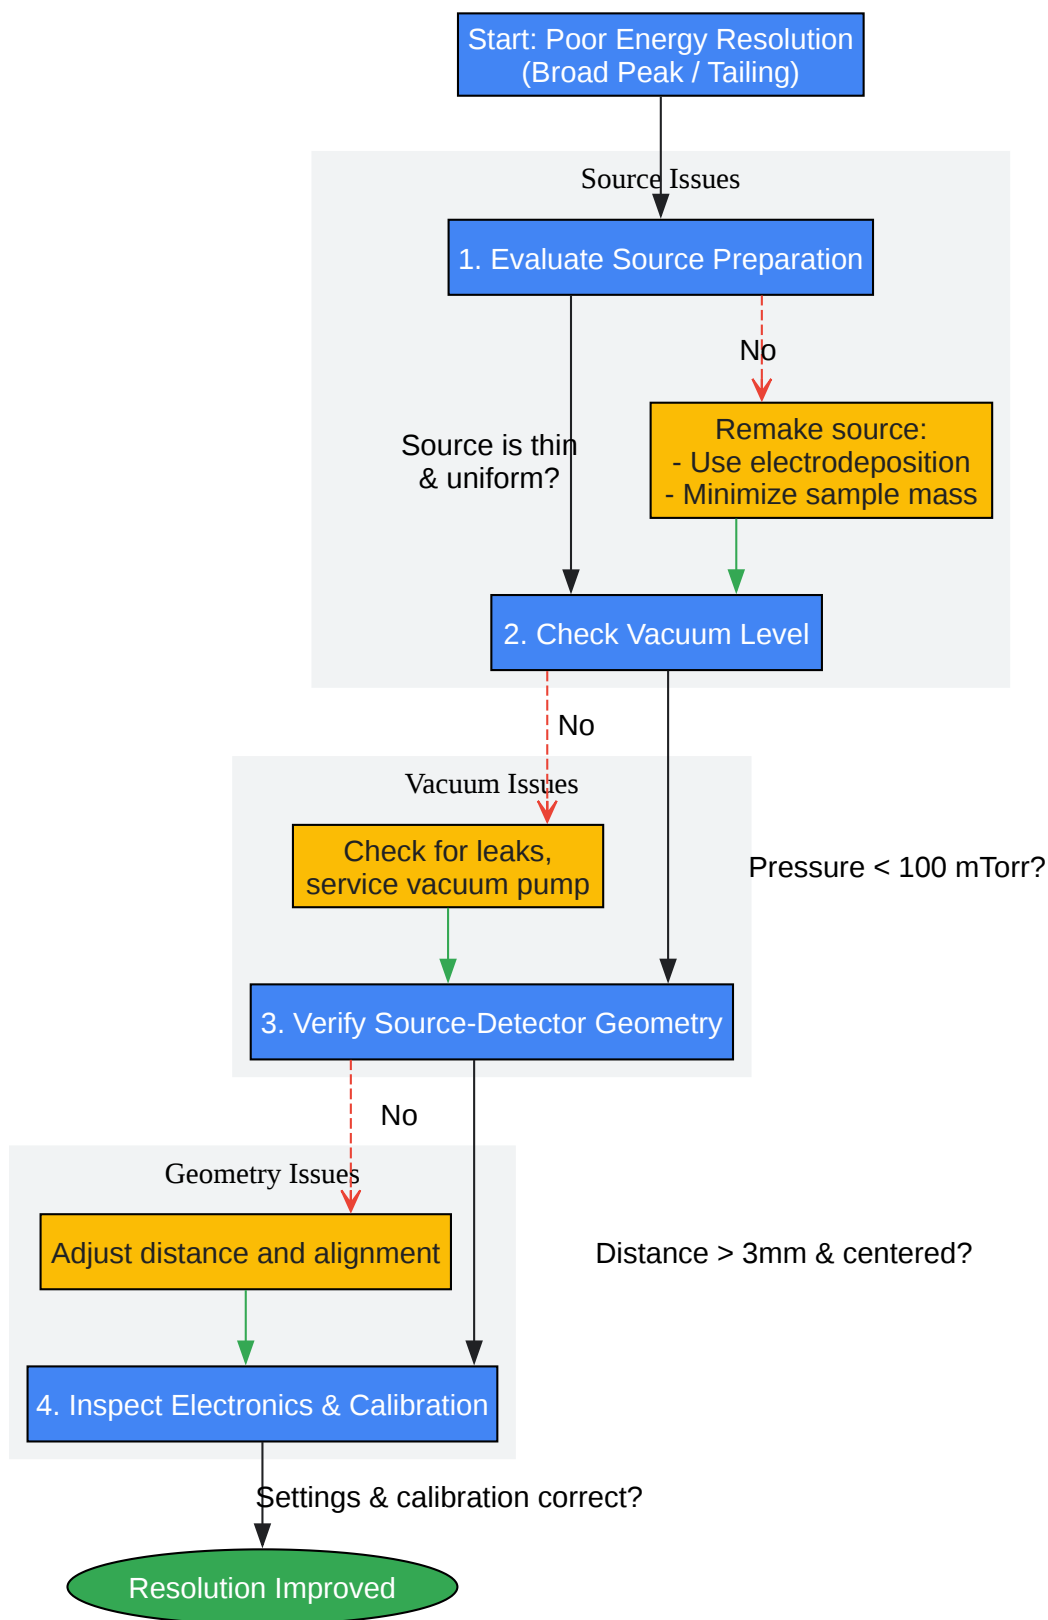 Start: Poor Energy Resolution
(Broad Peak / Tailing)
Source Issues
1. Evaluate Source Preparation
No
Source is thin
& uniform?
Remake source:
- Use electrodeposition
- Minimize sample mass
2. Check Vacuum Level
No
Vacuum Issues
Check for leaks,
service vacuum pump
Pressure < 100 mTorr?
3. Verify Source-Detector Geometry
No
Geometry Issues
Adjust distance and alignment
Distance > 3mm & centered?
4. Inspect Electronics & Calibration
Settings & calibration correct?
Resolution Improved